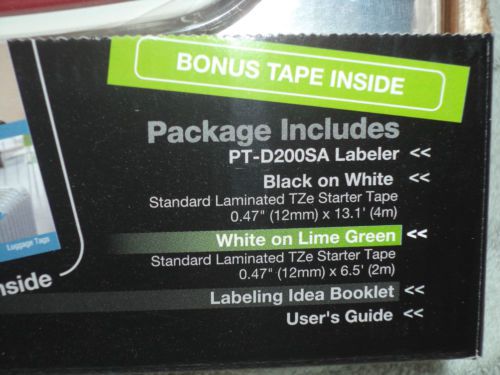 BONUS TAPE INSIDE
Package Includes
PT-D200SA Labeler <<
Black on White <<
Standard Laminated TZe Starter Tape
0.47" (12mm) x 13.1' (4m)
White on Lime Green <<
Standard Laminated TZe Starter Tape
0.47" (12mm) x 6.5' (2m)
Labeling Idea Booklet <<
User's Guide <<
Luggage Tags
nside